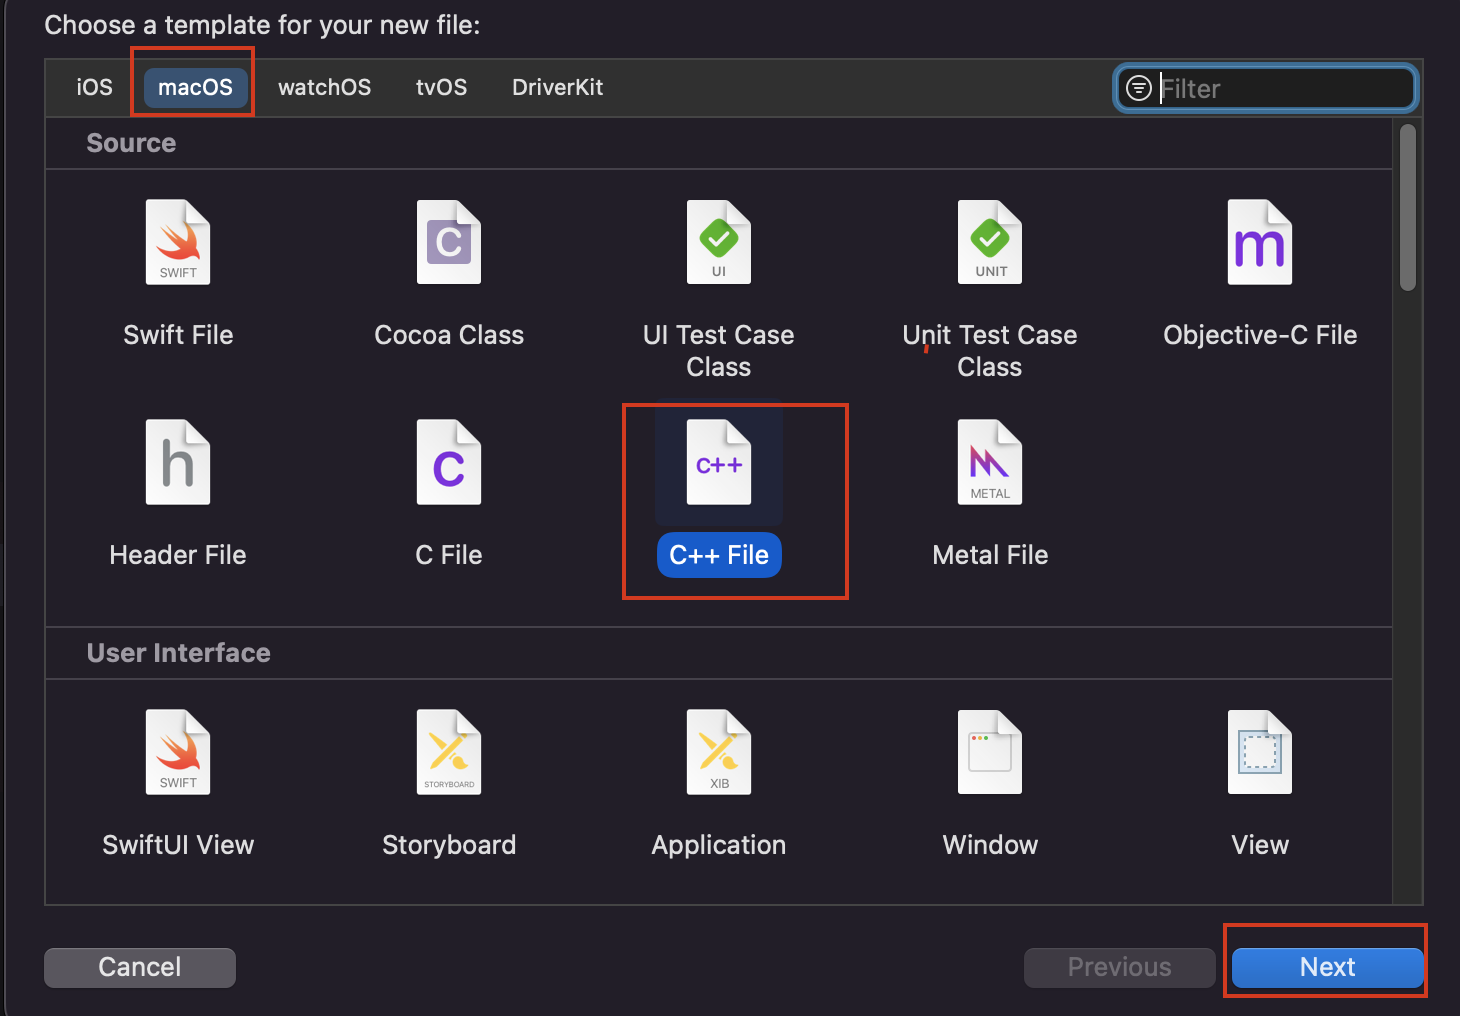 Choose a template for your new file:
iOS macOS watchOS tvOS DriverKit Filter
Source
SWIFT C UI UNIT m
Swift File Cocoa Class UI Test Case Class Unit Test Case Class Objective-C File
h C C++ METAL
Header File C File C++ File Metal File
User Interface
SWIFT STORYBOARD XIB
SwiftUI View Storyboard Application Window View
Cancel Previous Next